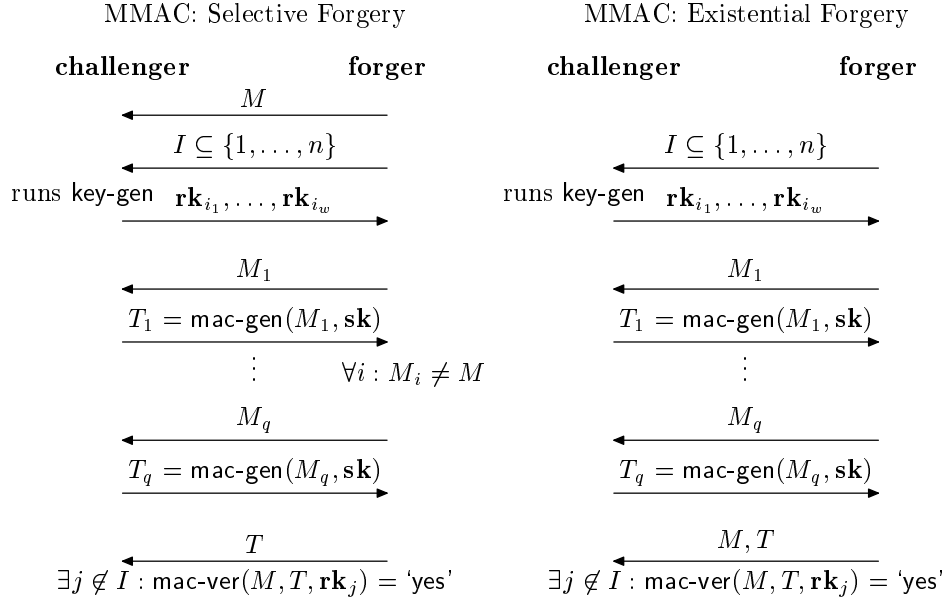 MMAC: Selective Forgery MMAC: Existential Forgery
challenger forger challenger forger
M
I ⊆ {1, . . . , n} I ⊆ {1, . . . , n}
runs key-gen rk_{i_1}, . . . , rk_{i_w} runs key-gen rk_{i_1}, . . . , rk_{i_w}
M_1 M_1
T_1 = mac-gen(M_1, sk) T_1 = mac-gen(M_1, sk)
⋮ ∀i : M_i ≠ M ⋮
M_q M_q
T_q = mac-gen(M_q, sk) T_q = mac-gen(M_q, sk)
T M, T
∃j ∉ I : mac-ver(M, T, rk_j) = ‘yes’ ∃j ∉ I : mac-ver(M, T, rk_j) = ‘yes’